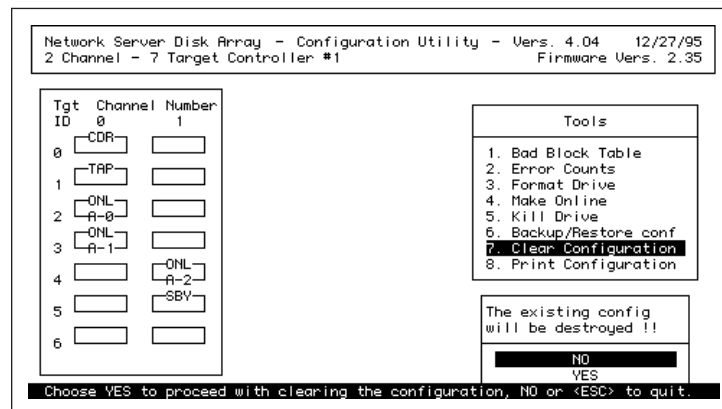 Network Server Disk Array - Configuration Utility - Vers. 4.04 12/27/95
2 Channel - 7 Target Controller #1 Firmware Vers. 2.35
Tgt Channel Number
ID 0 1
CDR
0
TAP
1
ONL
2 A-0
ONL
3 A-1
ONL
4 A-2
SBY
5
6
Tools
1. Bad Block Table
2. Error Counts
3. Format Drive
4. Make Online
5. Kill Drive
6. Backup/Restore conf
7. Clear Configuration
8. Print Configuration
The existing config
will be destroyed !!
NO
YES
Choose YES to proceed with clearing the configuration, NO or <ESC> to quit.